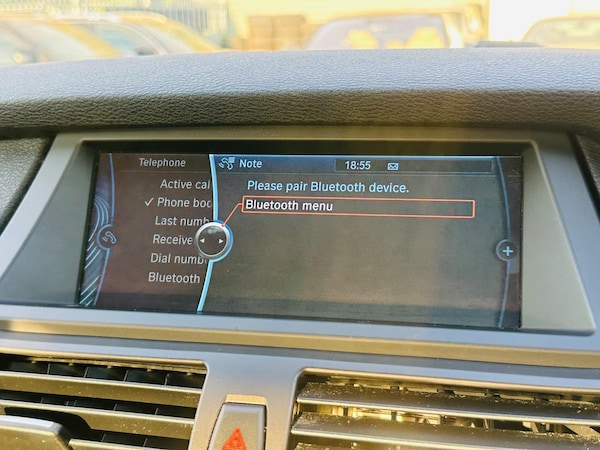 Telephone
Active cal
✓ Phone boo
Last numb
Receive
Dial numb
Bluetooth
Note
18:55
Please pair Bluetooth device.
Bluetooth menu